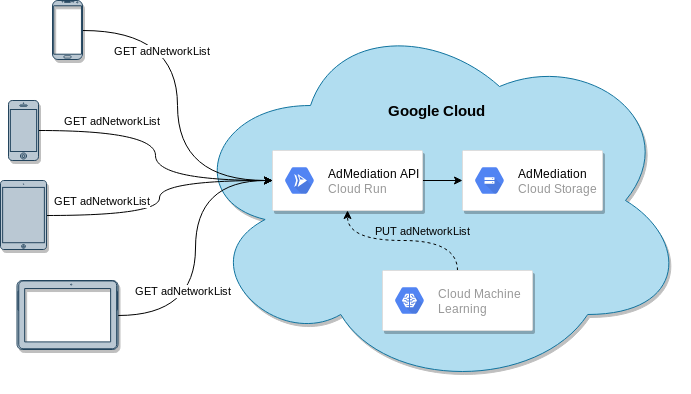 GET adNetworkList
Google Cloud
GET adNetworkList
AdMediation API
Cloud Run
AdMediation
Cloud Storage
GET adNetworkList
PUT adNetworkList
GET adNetworkList
Cloud Machine
Learning